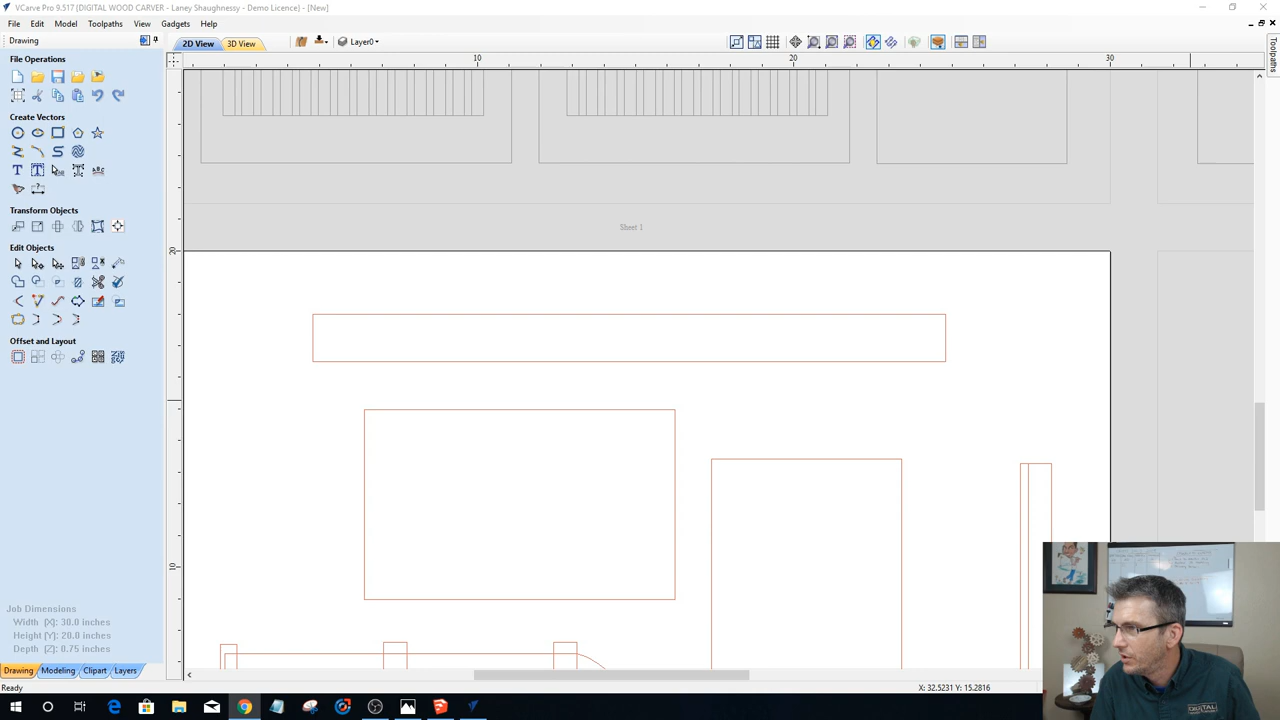 VCarve Pro 9.517 (DIGITAL WOOD CARVER - Laney Shaughnessy - Demo Licence) - [New]
File Edit Model Toolpaths View Gadgets Help
Drawing
2D View 3D View
Layer0
Toolpaths
File Operations
Create Vectors
Transform Objects
Edit Objects
Offset and Layout
10 20 30
20
10
Sheet 1
Job Dimensions
Width (X): 30.0 inches
Height (Y): 20.0 inches
Depth (Z): 0.75 inches
Drawing Modeling Clipart Layers
Ready
X: 32.5231 Y: 15.2816
DIGITAL